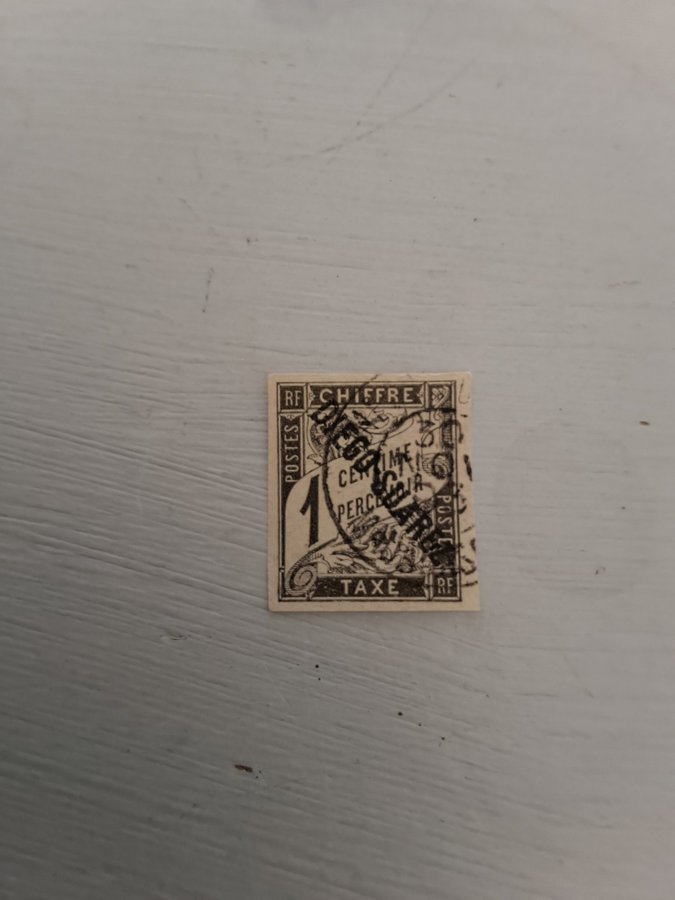 RF CHIFFRE
POSTES
DIEGO-SUAREZ
1
CENTIME
PERCEVOIR
POSTES
TAXE RF